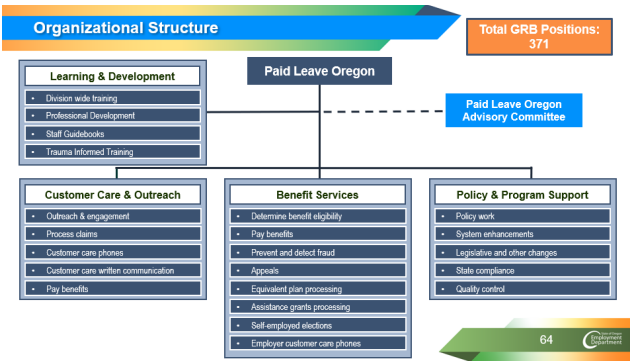 Organizational Structure
Total GRB Positions:
371
Paid Leave Oregon
Learning & Development
• Division wide training
• Professional Development
• Staff Guidebooks
• Trauma Informed Training
Paid Leave Oregon
Advisory Committee
Customer Care & Outreach
• Outreach & engagement
• Process claims
• Customer care phones
• Customer care written communication
• Pay benefits
Benefit Services
• Determine benefit eligibility
• Pay benefits
• Prevent and detect fraud
• Appeals
• Equivalent plan processing
• Assistance grants processing
• Self-employed elections
• Employer customer care phones
Policy & Program Support
• Policy work
• System enhancements
• Legislative and other changes
• State compliance
• Quality control
64
State of Oregon
Employment
Department